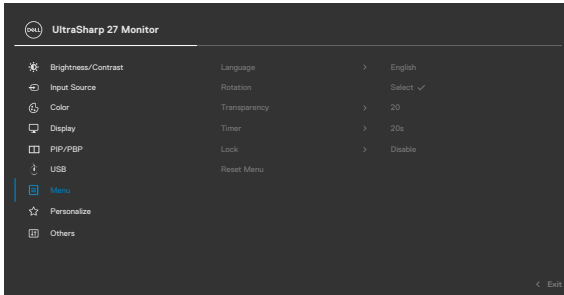 DELL UltraSharp 27 Monitor
Brightness/Contrast Language > English
Input Source Rotation Select ✓
Color Transparency > 20
Display Timer > 20s
PIP/PBP Lock > Disable
USB Reset Menu
Menu
Personalize
Others
< Exit